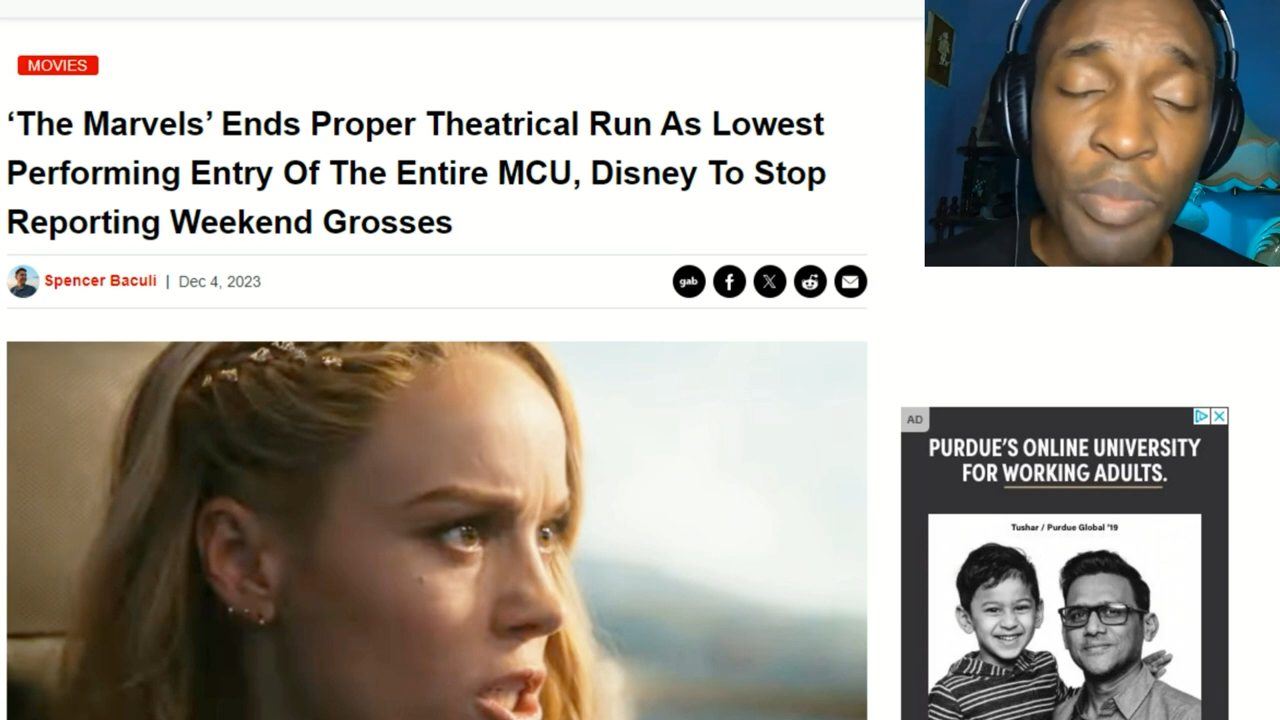 MOVIES
‘The Marvels’ Ends Proper Theatrical Run As Lowest
Performing Entry Of The Entire MCU, Disney To Stop
Reporting Weekend Grosses
Spencer Baculi | Dec 4, 2023
gab
AD
PURDUE'S ONLINE UNIVERSITY
FOR WORKING ADULTS.
Tushar / Purdue Global '19